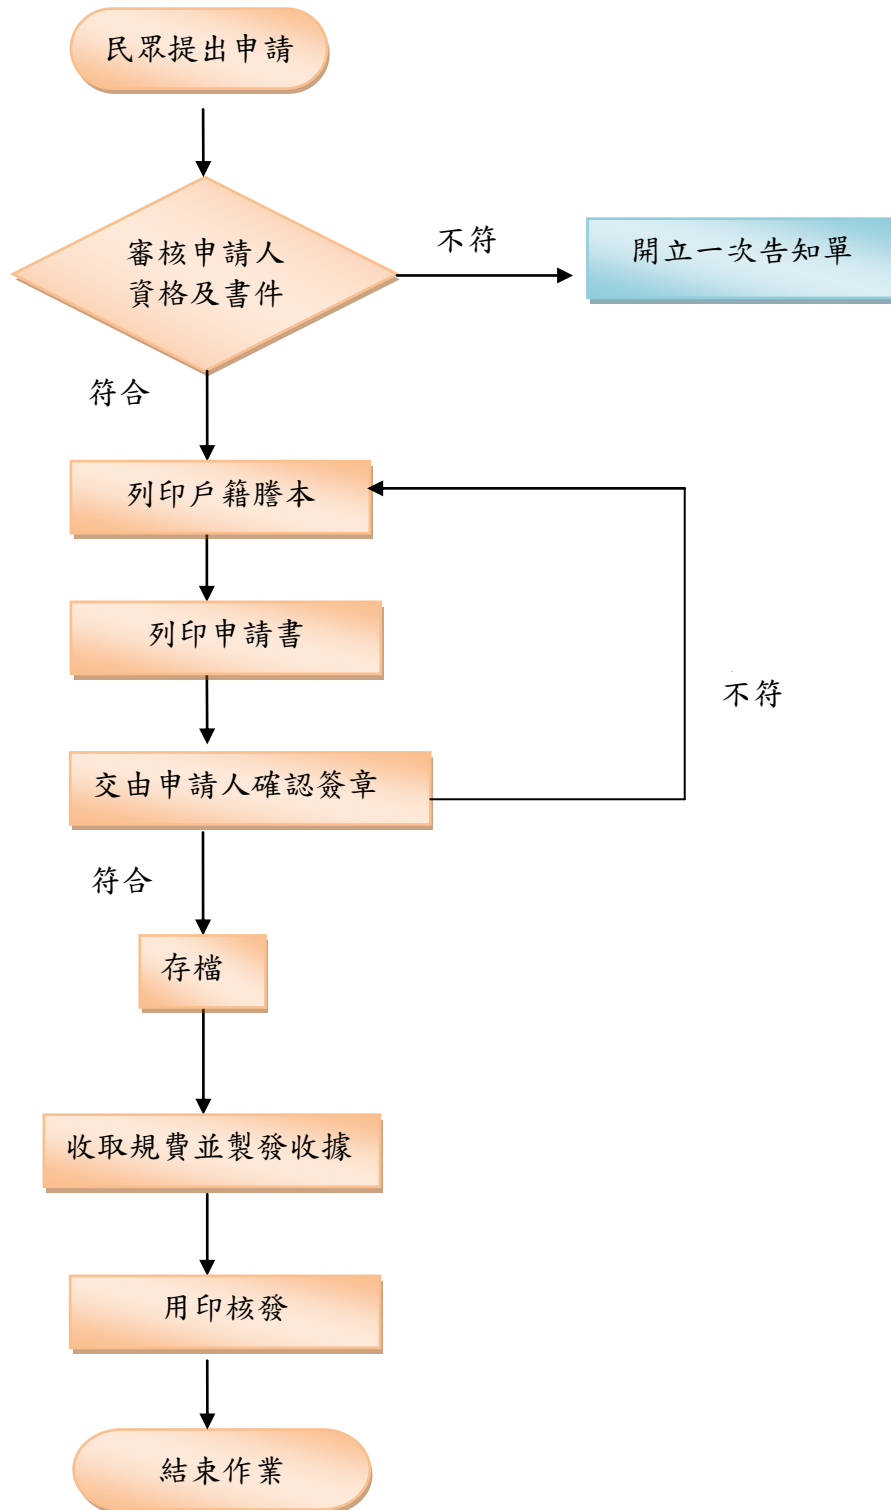 民眾提出申請
審核申請人
資格及書件
不符
開立一次告知單
符合
列印戶籍謄本
列印申請書
不符
交由申請人確認簽章
符合
存檔
收取規費並製發收據
用印核發
結束作業